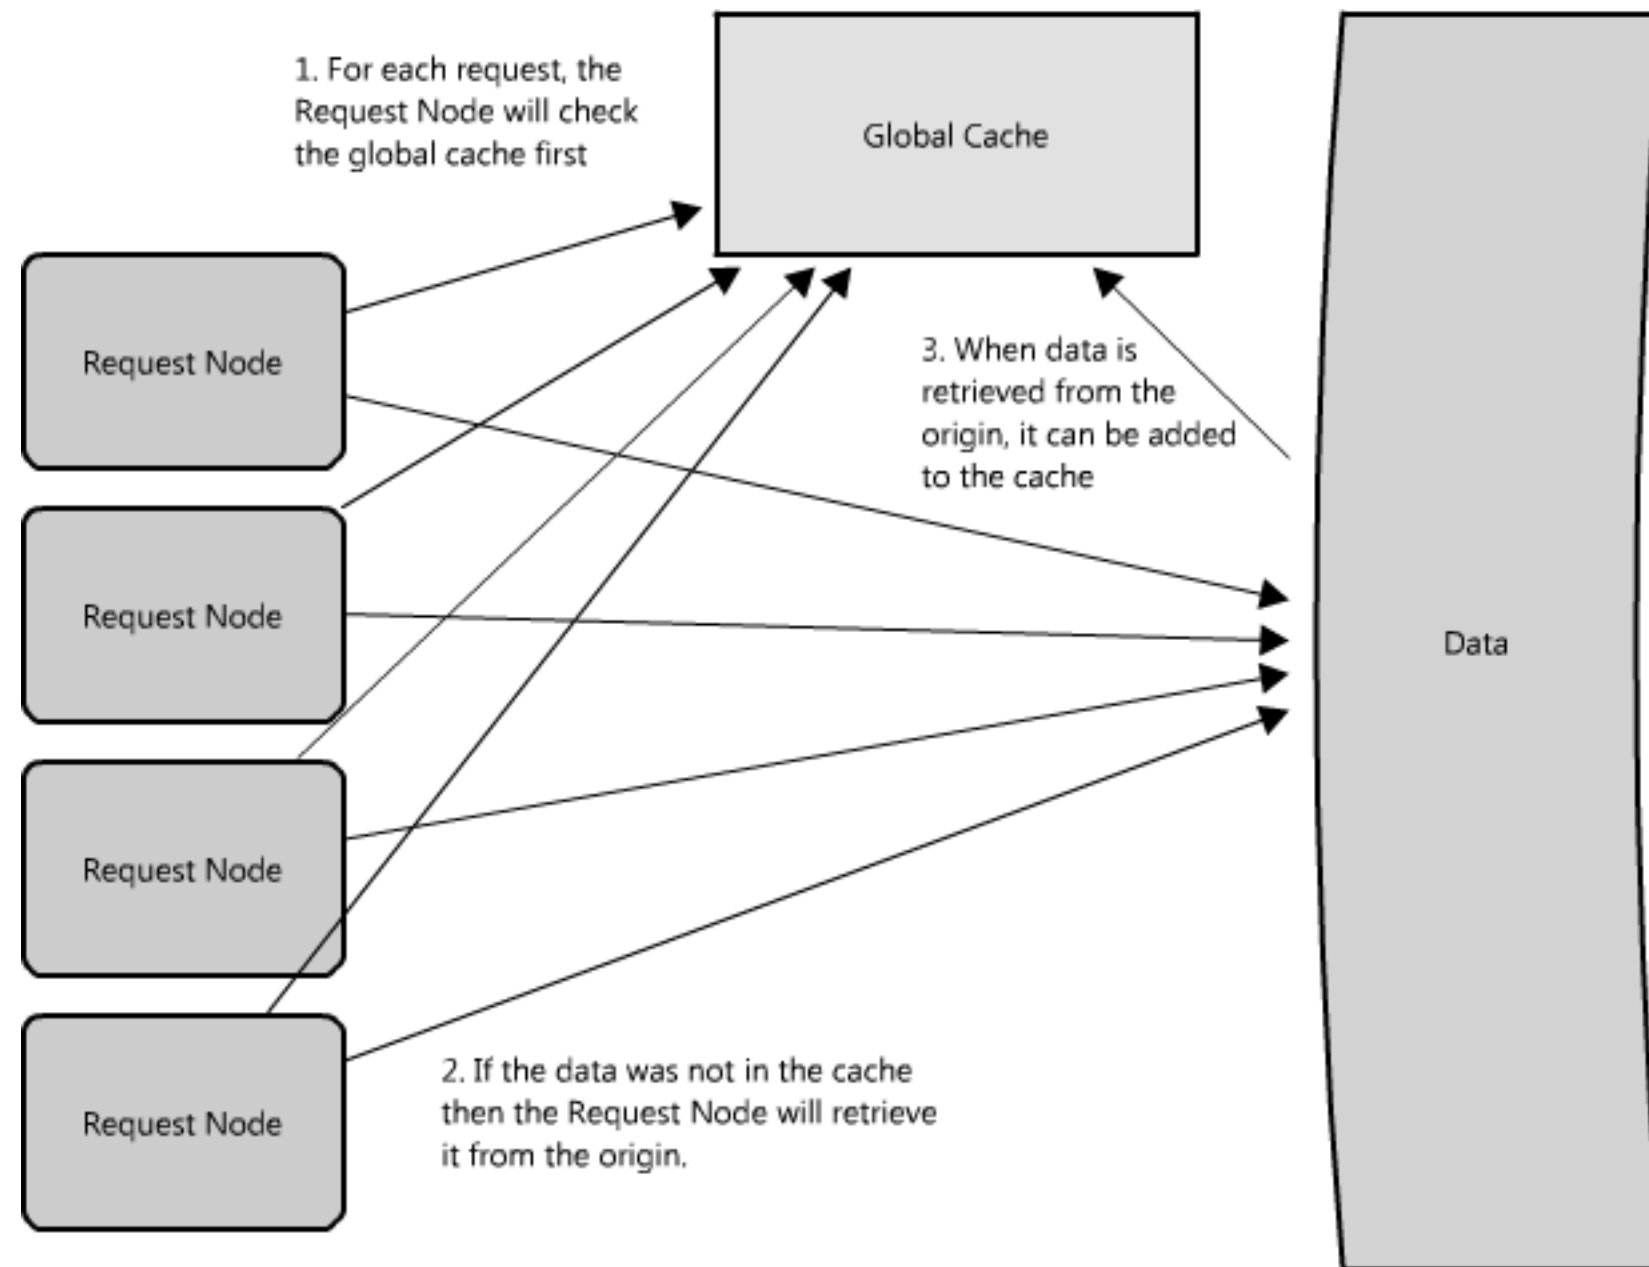 1. For each request, the
Request Node will check
the global cache first
Global Cache
Request Node
3. When data is
retrieved from the
origin, it can be added
to the cache
Request Node
Data
Request Node
2. If the data was not in the cache
then the Request Node will retrieve
it from the origin.
Request Node